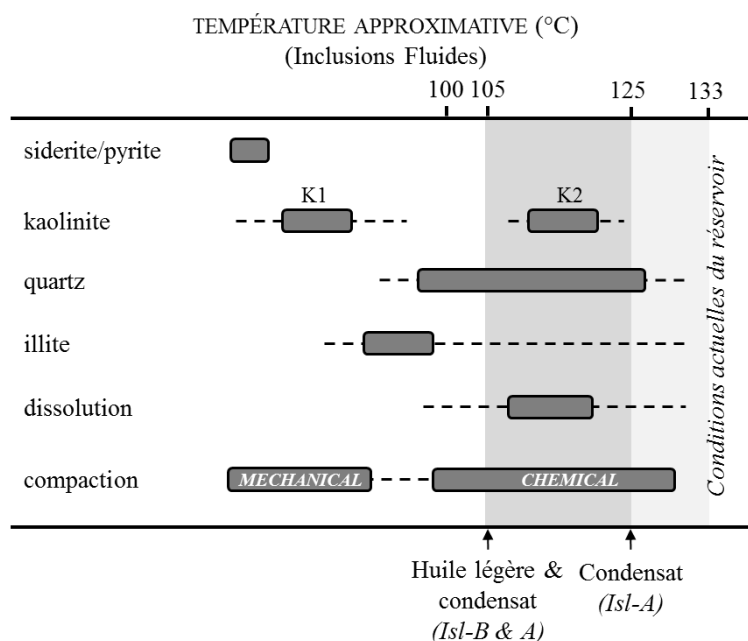 TEMPÉRATURE APPROXIMATIVE (°C)
(Inclusions Fluides)
100 105 125 133
siderite/pyrite
K1 K2
kaolinite
quartz
illite
dissolution
compaction MECHANICAL CHEMICAL
Conditions actuelles du réservoir
Huile légère & Condensat
condensat (Isl-A)
(Isl-B & A)